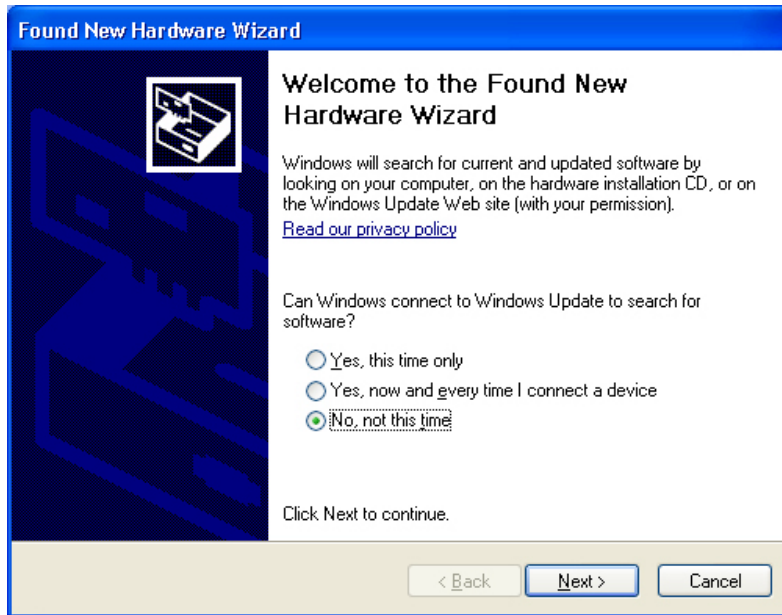 Found New Hardware Wizard
Welcome to the Found New
Hardware Wizard
Windows will search for current and updated software by
looking on your computer, on the hardware installation CD, or on
the Windows Update Web site (with your permission).
Read our privacy policy
Can Windows connect to Windows Update to search for
software?
Yes, this time only
Yes, now and every time I connect a device
No, not this time
Click Next to continue.
< Back
Next >
Cancel